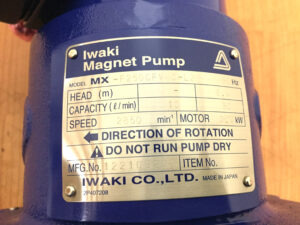 Iwaki
Magnet Pump
MODEL MX
HEAD (m)
CAPACITY (ℓ/min)
SPEED 2850 min⁻¹ MOTOR kW
DIRECTION OF ROTATION
DO NOT RUN PUMP DRY
MFG.No. ITEM No.
IWAKI CO.,LTD. MADE IN JAPAN